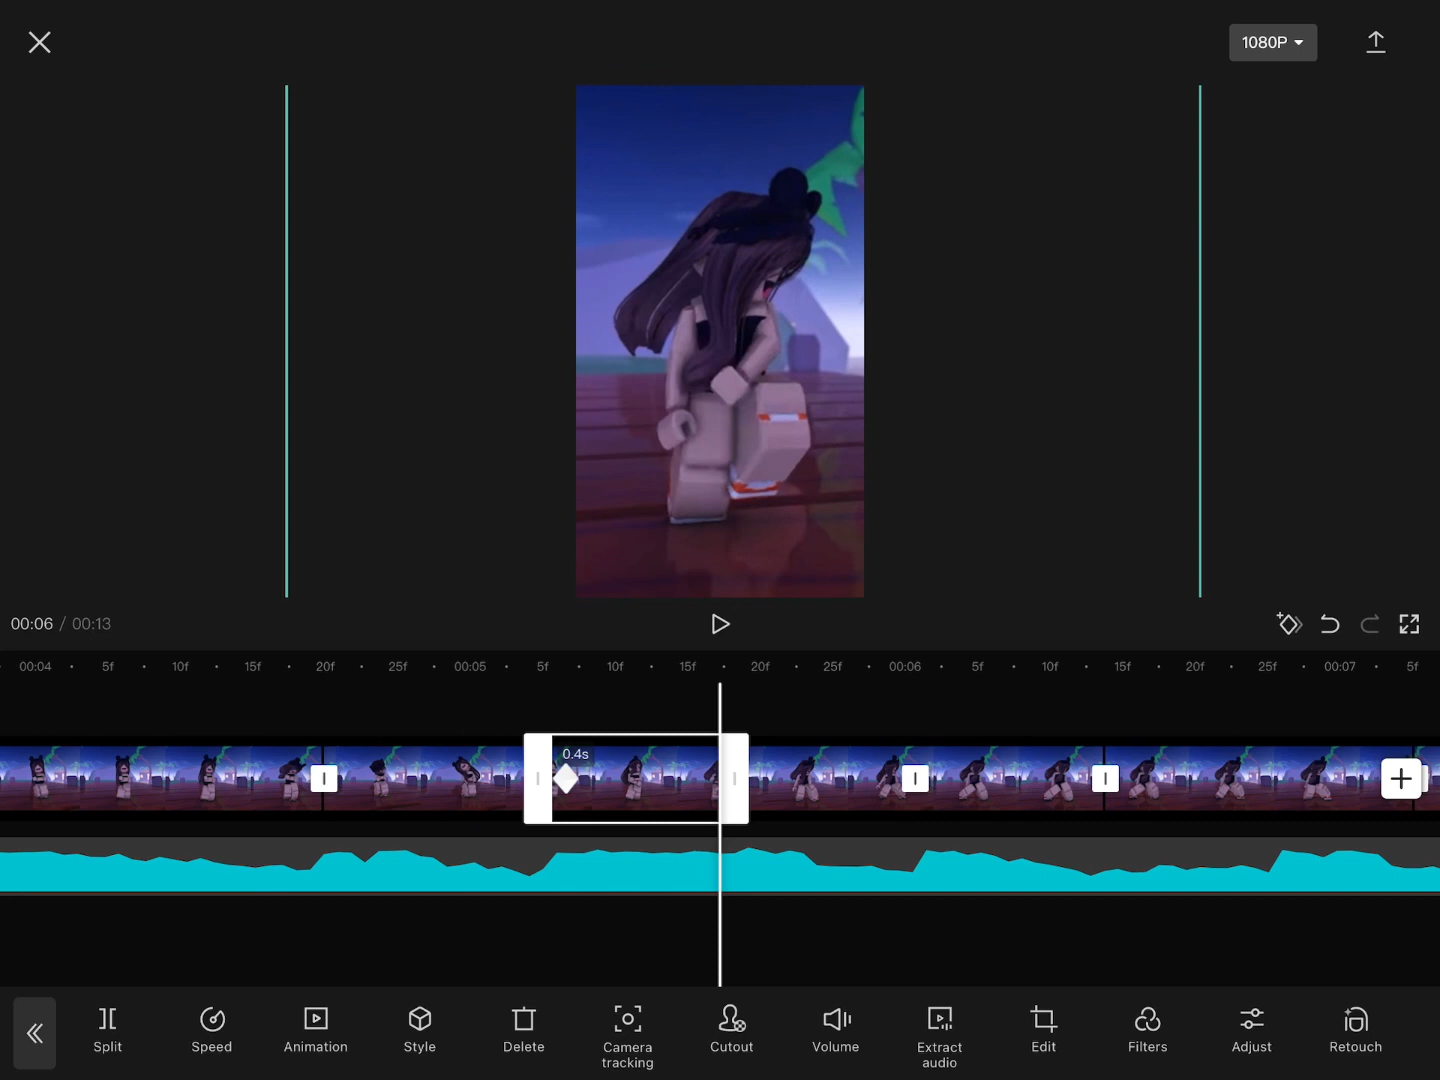 1080P
00:06 / 00:13
00:04 5f 10f 15f 20f 25f 00:05 5f 10f 15f 20f 25f 00:06 5f 10f 15f 20f 25f 00:07 5f
0.4s
Split Speed Animation Style Delete Camera tracking Cutout Volume Extract audio Edit Filters Adjust Retouch